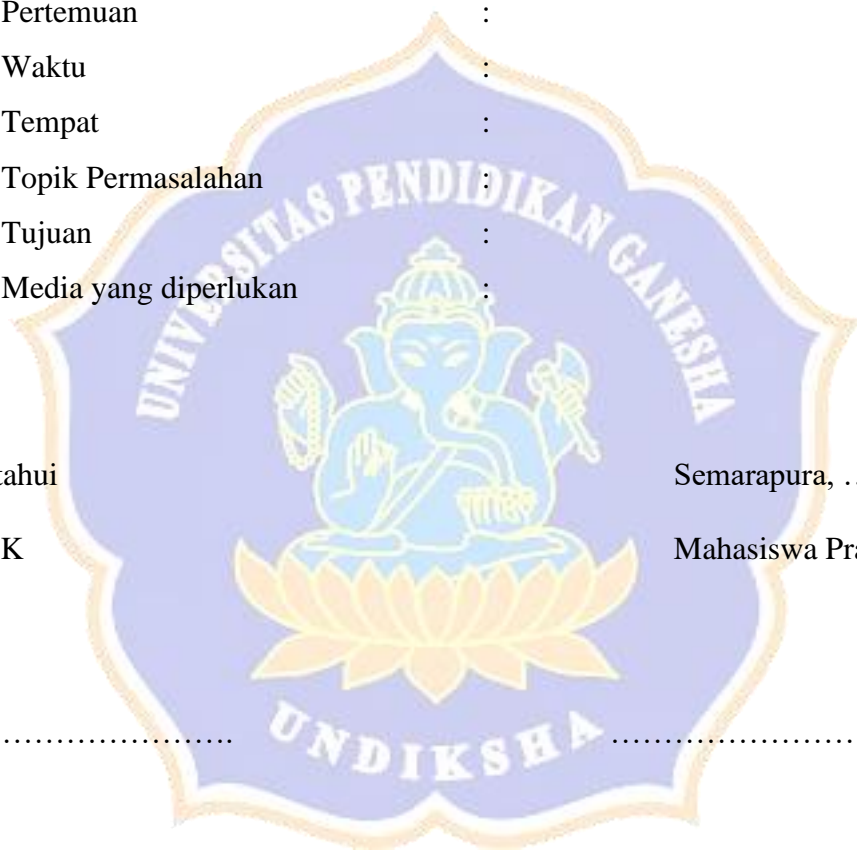 Pertemuan :
Waktu :
Tempat :
Topik Permasalahan :
Tujuan :
Media yang diperlukan :
UNIVERSITAS PENDIDIKAN GANESHA
tahui Semarapura, ..
K Mahasiswa Pra
…………………. ……………………
UNDIKSHA